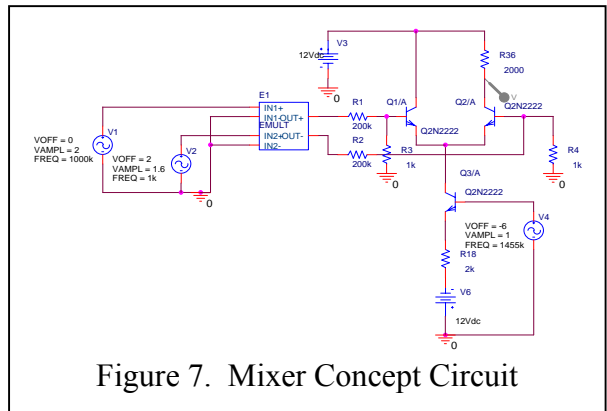 V3
12Vdc
0
R36
2000
V
E1
IN1+
IN1-OUT+
EMULT
IN2+OUT-
IN2-
R1
200k
R2
200k
Q1/A
Q2N2222
Q2/A
Q2N2222
R3
1k
0
R4
1k
0
V1
VOFF = 0
VAMPL = 2
FREQ = 1000k
V2
VOFF = 2
VAMPL = 1.6
FREQ = 1k
0
Q3/A
Q2N2222
V4
VOFF = -6
VAMPL = 1
FREQ = 1455k
R18
2k
V6
12Vdc
0
Figure 7. Mixer Concept Circuit